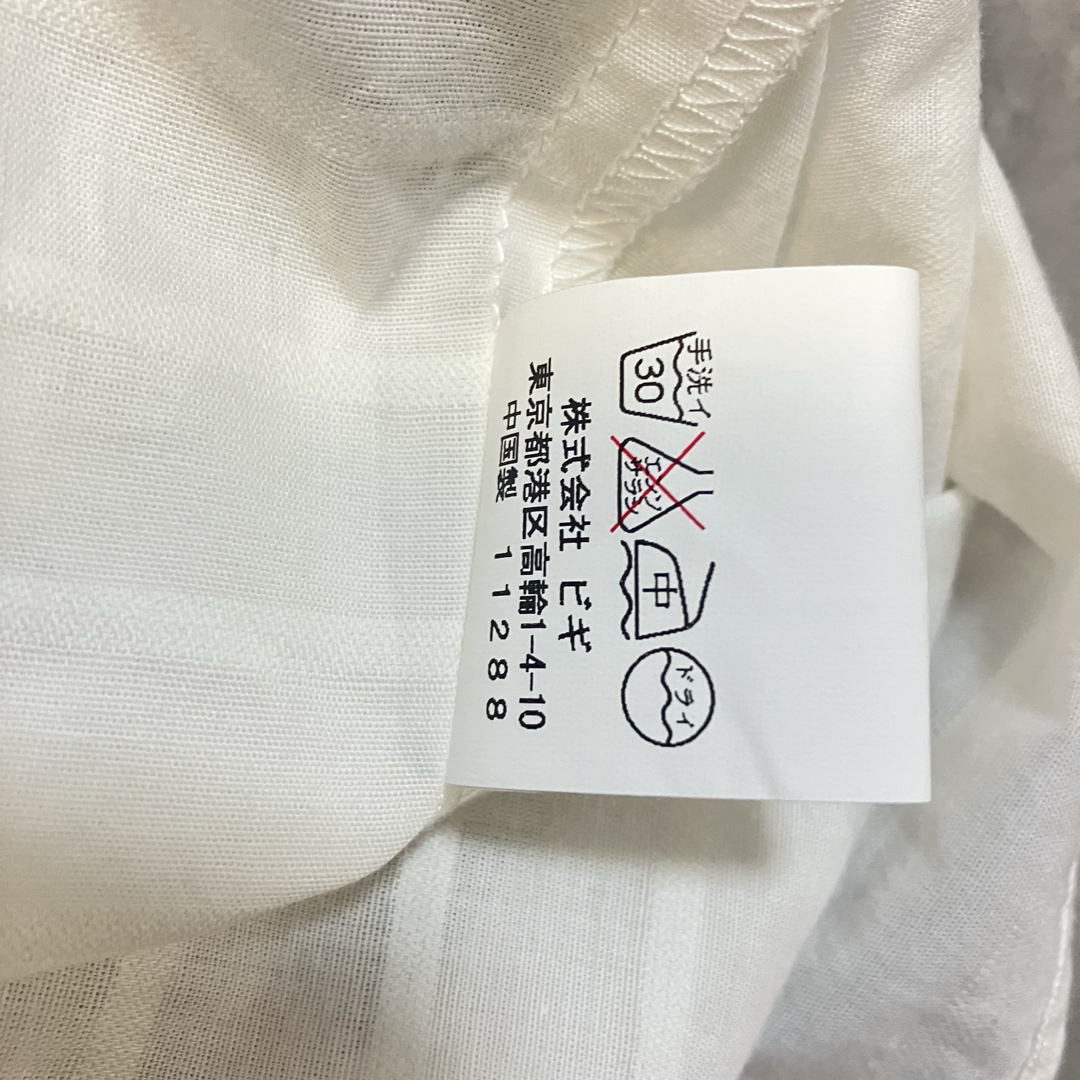 手洗イ
30
エンソ
サラシ
中
ドライ
株式会社 ビギ
東京都港区高輪1-4-10
中国製 11288